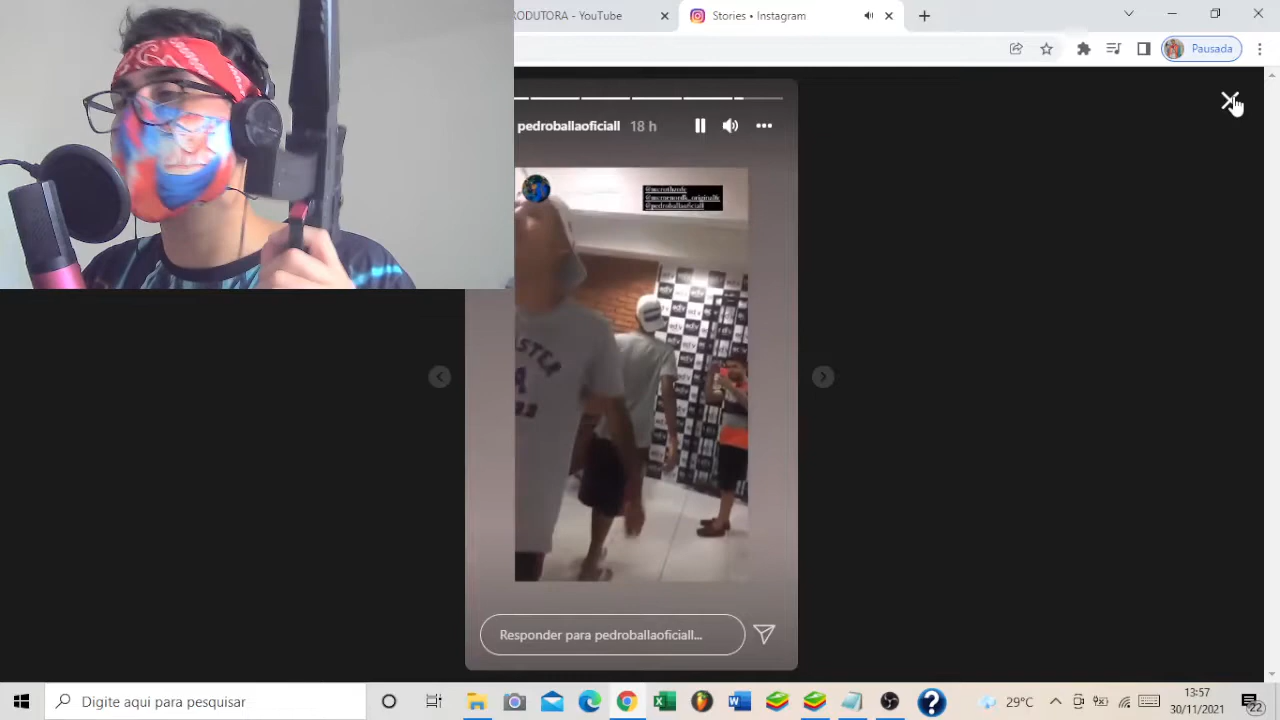 RODUTORA - YouTube
Stories • Instagram
Pausada
pedroballaoficiall 18 h
@pedroballaoficiall
Responder para pedroballaoficiall...
Digite aqui para pesquisar
29°C
13:57
30/11/2021
22